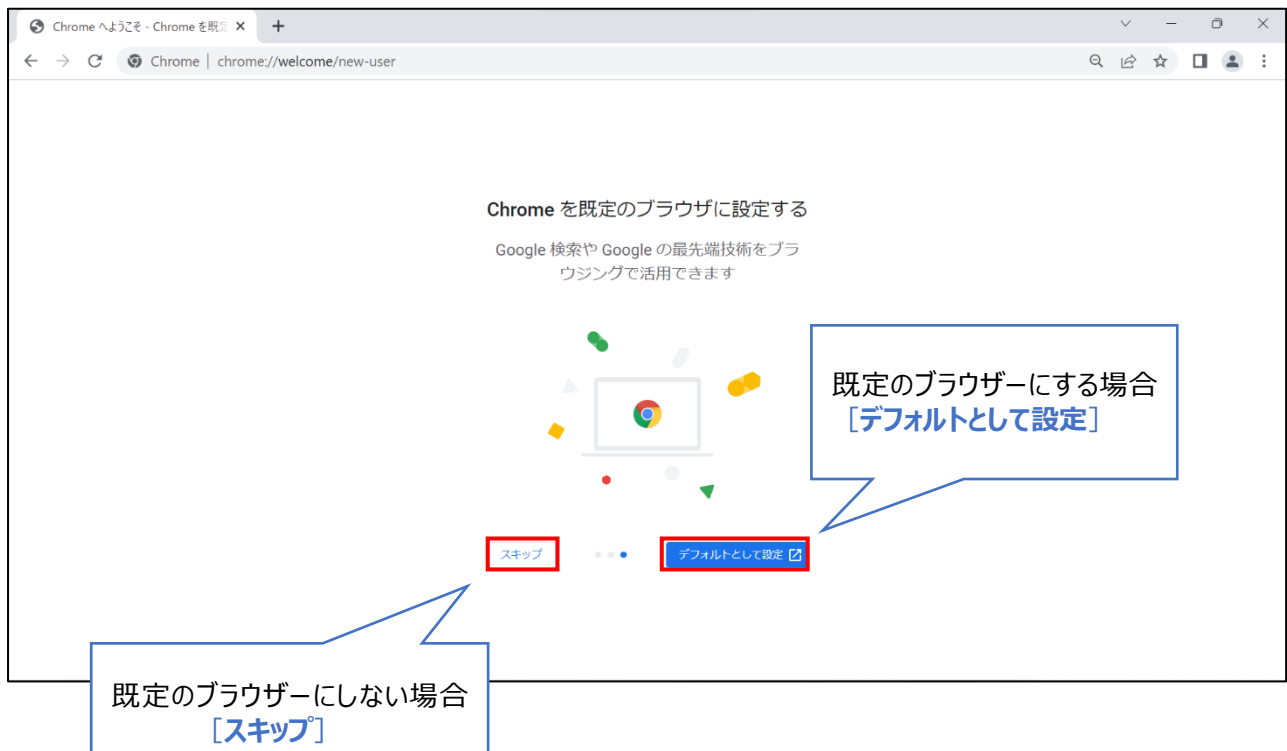 Chrome へようこそ - Chrome を既
Chrome | chrome://welcome/new-user
Chrome を既定のブラウザに設定する
Google 検索や Google の最先端技術をブラ
ウジングで活用できます
既定のブラウザーにする場合
［デフォルトとして設定］
スキップ
デフォルトとして設定
既定のブラウザーにしない場合
［スキップ］